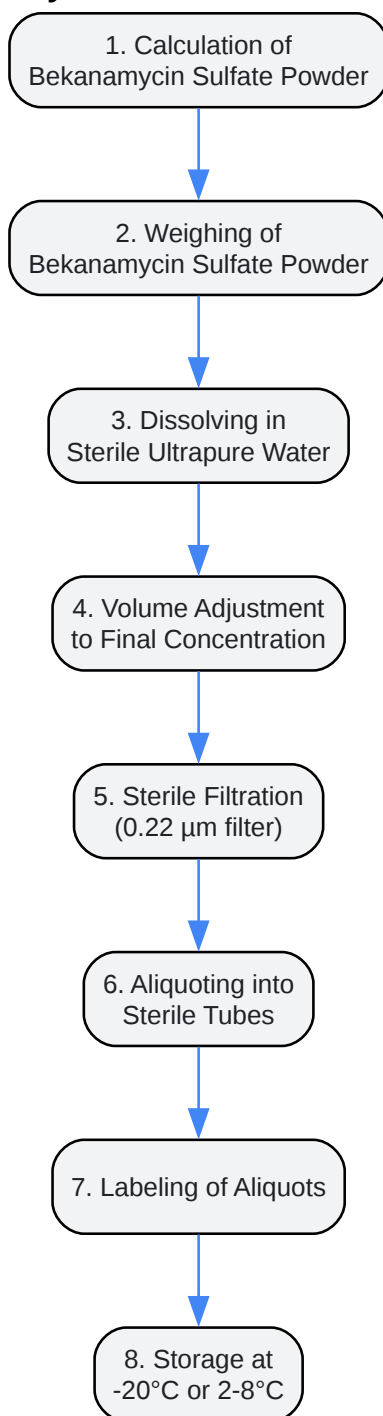 1. Calculation of
Bekanamycin Sulfate Powder
2. Weighing of
Bekanamycin Sulfate Powder
3. Dissolving in
Sterile Ultrapure Water
4. Volume Adjustment
to Final Concentration
5. Sterile Filtration
(0.22 µm filter)
6. Aliquoting into
Sterile Tubes
7. Labeling of Aliquots
8. Storage at
-20°C or 2-8°C